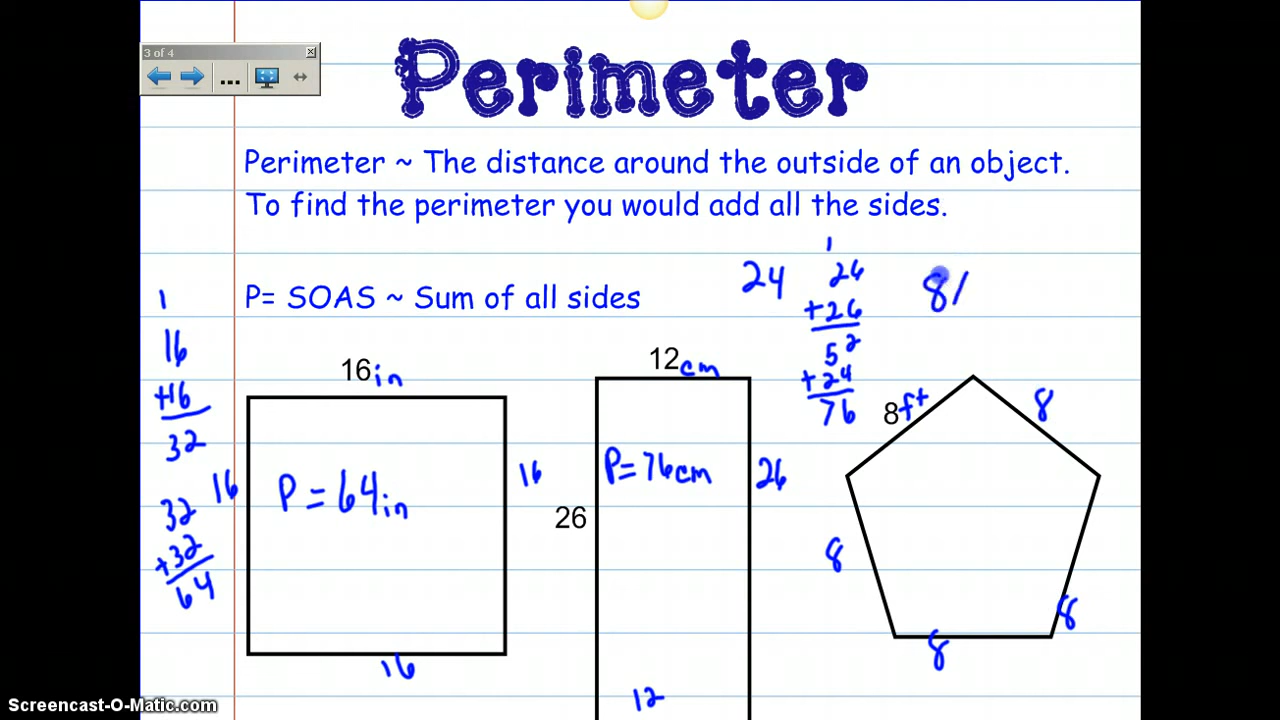 3 of 4
Perimeter
Perimeter ~ The distance around the outside of an object.
To find the perimeter you would add all the sides.
P= SOAS ~ Sum of all sides
1
16
+16
32
32
+32
64
16in
16
16
16
P = 64in
24
1
26
+26
52
+24
76
12cm
26
26
12
P=76cm
8/
8ft
8
8
8
8
Screencast-O-Matic.com